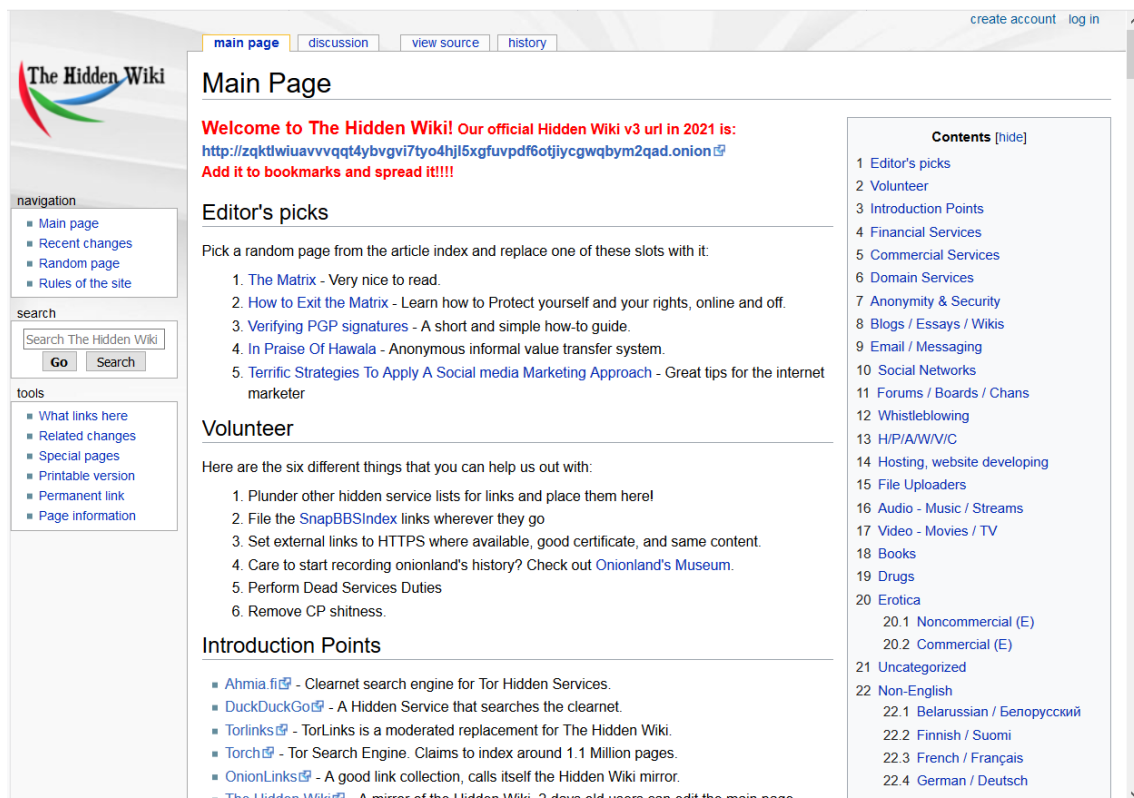 create account log in
main page discussion view source history
The Hidden Wiki
Main Page
Welcome to The Hidden Wiki! Our official Hidden Wiki v3 url in 2021 is:
http://zqktlwiuavvvqqt4ybvgvi7tyo4hjl5xgfuvpdf6otjiycgwqbym2qad.onion
Add it to bookmarks and spread it!!!!
navigation
Main page
Recent changes
Random page
Rules of the site
search
Search The Hidden Wiki
Go Search
tools
What links here
Related changes
Special pages
Printable version
Permanent link
Page information
Editor's picks
Pick a random page from the article index and replace one of these slots with it:
1. The Matrix - Very nice to read.
2. How to Exit the Matrix - Learn how to Protect yourself and your rights, online and off.
3. Verifying PGP signatures - A short and simple how-to guide.
4. In Praise Of Hawala - Anonymous informal value transfer system.
5. Terrific Strategies To Apply A Social media Marketing Approach - Great tips for the internet
marketer
Volunteer
Here are the six different things that you can help us out with:
1. Plunder other hidden service lists for links and place them here!
2. File the SnapBBSIndex links wherever they go
3. Set external links to HTTPS where available, good certificate, and same content.
4. Care to start recording onionland's history? Check out Onionland's Museum.
5. Perform Dead Services Duties
6. Remove CP shitness.
Introduction Points
Ahmia.fi - Clearnet search engine for Tor Hidden Services.
DuckDuckGo - A Hidden Service that searches the clearnet.
Torlinks - TorLinks is a moderated replacement for The Hidden Wiki.
Torch - Tor Search Engine. Claims to index around 1.1 Million pages.
OnionLinks - A good link collection, calls itself the Hidden Wiki mirror.
The Hidden Wiki - A mirror of the Hidden Wiki. 2 days old users can edit the main page.
Contents [hide]
1 Editor's picks
2 Volunteer
3 Introduction Points
4 Financial Services
5 Commercial Services
6 Domain Services
7 Anonymity & Security
8 Blogs / Essays / Wikis
9 Email / Messaging
10 Social Networks
11 Forums / Boards / Chans
12 Whistleblowing
13 H/P/A/W/V/C
14 Hosting, website developing
15 File Uploaders
16 Audio - Music / Streams
17 Video - Movies / TV
18 Books
19 Drugs
20 Erotica
20.1 Noncommercial (E)
20.2 Commercial (E)
21 Uncategorized
22 Non-English
22.1 Belarussian / Белорусский
22.2 Finnish / Suomi
22.3 French / Français
22.4 German / Deutsch